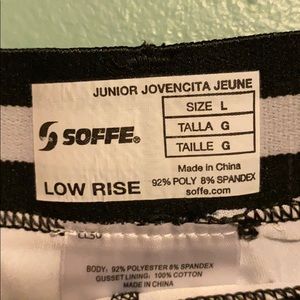 JUNIOR JOVENCITA JEUNE
SIZE L
TALLA G
TAILLE G
SOFFE®
Made in China
LOW RISE
92% POLY 8% SPANDEX
soffe.com
BODY: 92% POLYESTER 8% SPANDEX
GUSSET LINING: 100% COTTON
MADE IN CHINA